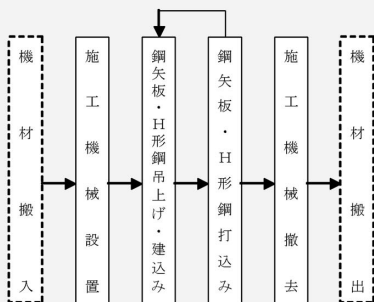 機材搬入
施工機械設置
鋼矢板・H形鋼吊上げ・建込み
鋼矢板・H形鋼打込み
施工機械撤去
機材搬出